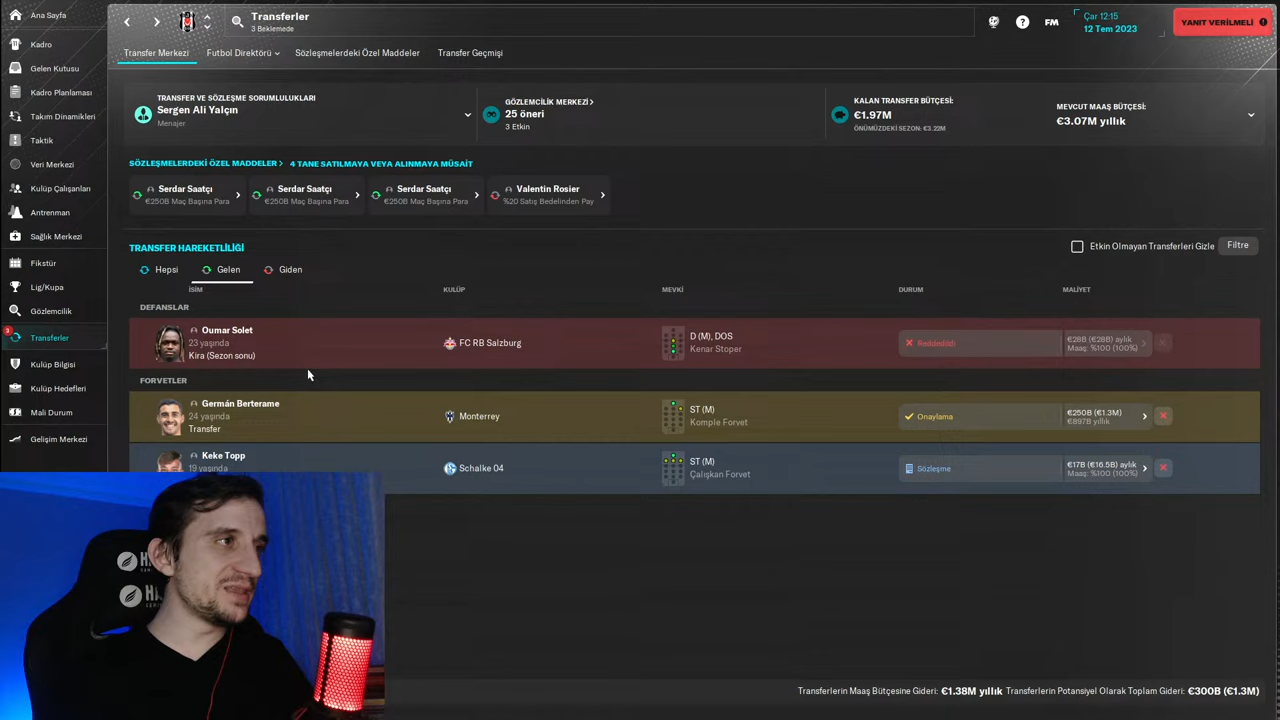 Ana Sayfa
Kadro
Gelen Kutusu
Kadro Planlaması
Takım Dinamikleri
Taktik
Veri Merkezi
Kulüp Çalışanları
Antrenman
Sağlık Merkezi
Fikstür
Lig/Kupa
Gözlemcilik
3
Transferler
Kulüp Bilgisi
Kulüp Hedefleri
Mali Durum
Gelişim Merkezi
Transferler
3 Beklemede
FM
Çar 12:15
12 Tem 2023
YANIT VERİLMELİ
Transfer Merkezi
Futbol Direktörü
Sözleşmelerdeki Özel Maddeler
Transfer Geçmişi
TRANSFER VE SÖZLEŞME SORUMLULUKLARI
Sergen Ali Yalçın
Menajer
GÖZLEMCİLİK MERKEZİ
25 öneri
3 Etkin
KALAN TRANSFER BÜTÇESİ:
€1.97M
ÖNÜMÜZDEKİ SEZON: €3.22M
MEVCUT MAAŞ BÜTÇESİ:
€3.07M yıllık
SÖZLEŞMELERDEKİ ÖZEL MADDELER 4 TANE SATILMAYA VEYA ALINMAYA MÜSAİT
Serdar Saatçı
€250B Maç Başına Para
Serdar Saatçı
€250B Maç Başına Para
Serdar Saatçı
€250B Maç Başına Para
Valentin Rosier
%20 Satış Bedelinden Pay
TRANSFER HAREKETLİLİĞİ
Etkin Olmayan Transferleri Gizle
Filtre
Hepsi
Gelen
Giden
İSİM
KULÜP
MEVKİ
DURUM
MALİYET
DEFANSLAR
Oumar Solet
23 yaşında
Kira (Sezon sonu)
FC RB Salzburg
D (M), DOS
Kenar Stoper
Reddedildi
€28B (€28B) aylık
Maaş: %100 (100%)
FORVETLER
Germán Berterame
24 yaşında
Transfer
Monterrey
ST (M)
Komple Forvet
Onaylama
€250B (€1.3M)
€897B yıllık
Keke Topp
19 yaşında
Schalke 04
ST (M)
Çalışkan Forvet
Sözleşme
€17B (€16.5B) aylık
Maaş: %100 (100%)
Transferlerin Maaş Bütçesine Gideri: €1.38M yıllık Transferlerin Potansiyel Olarak Toplam Gideri: €300B (€1.3M)